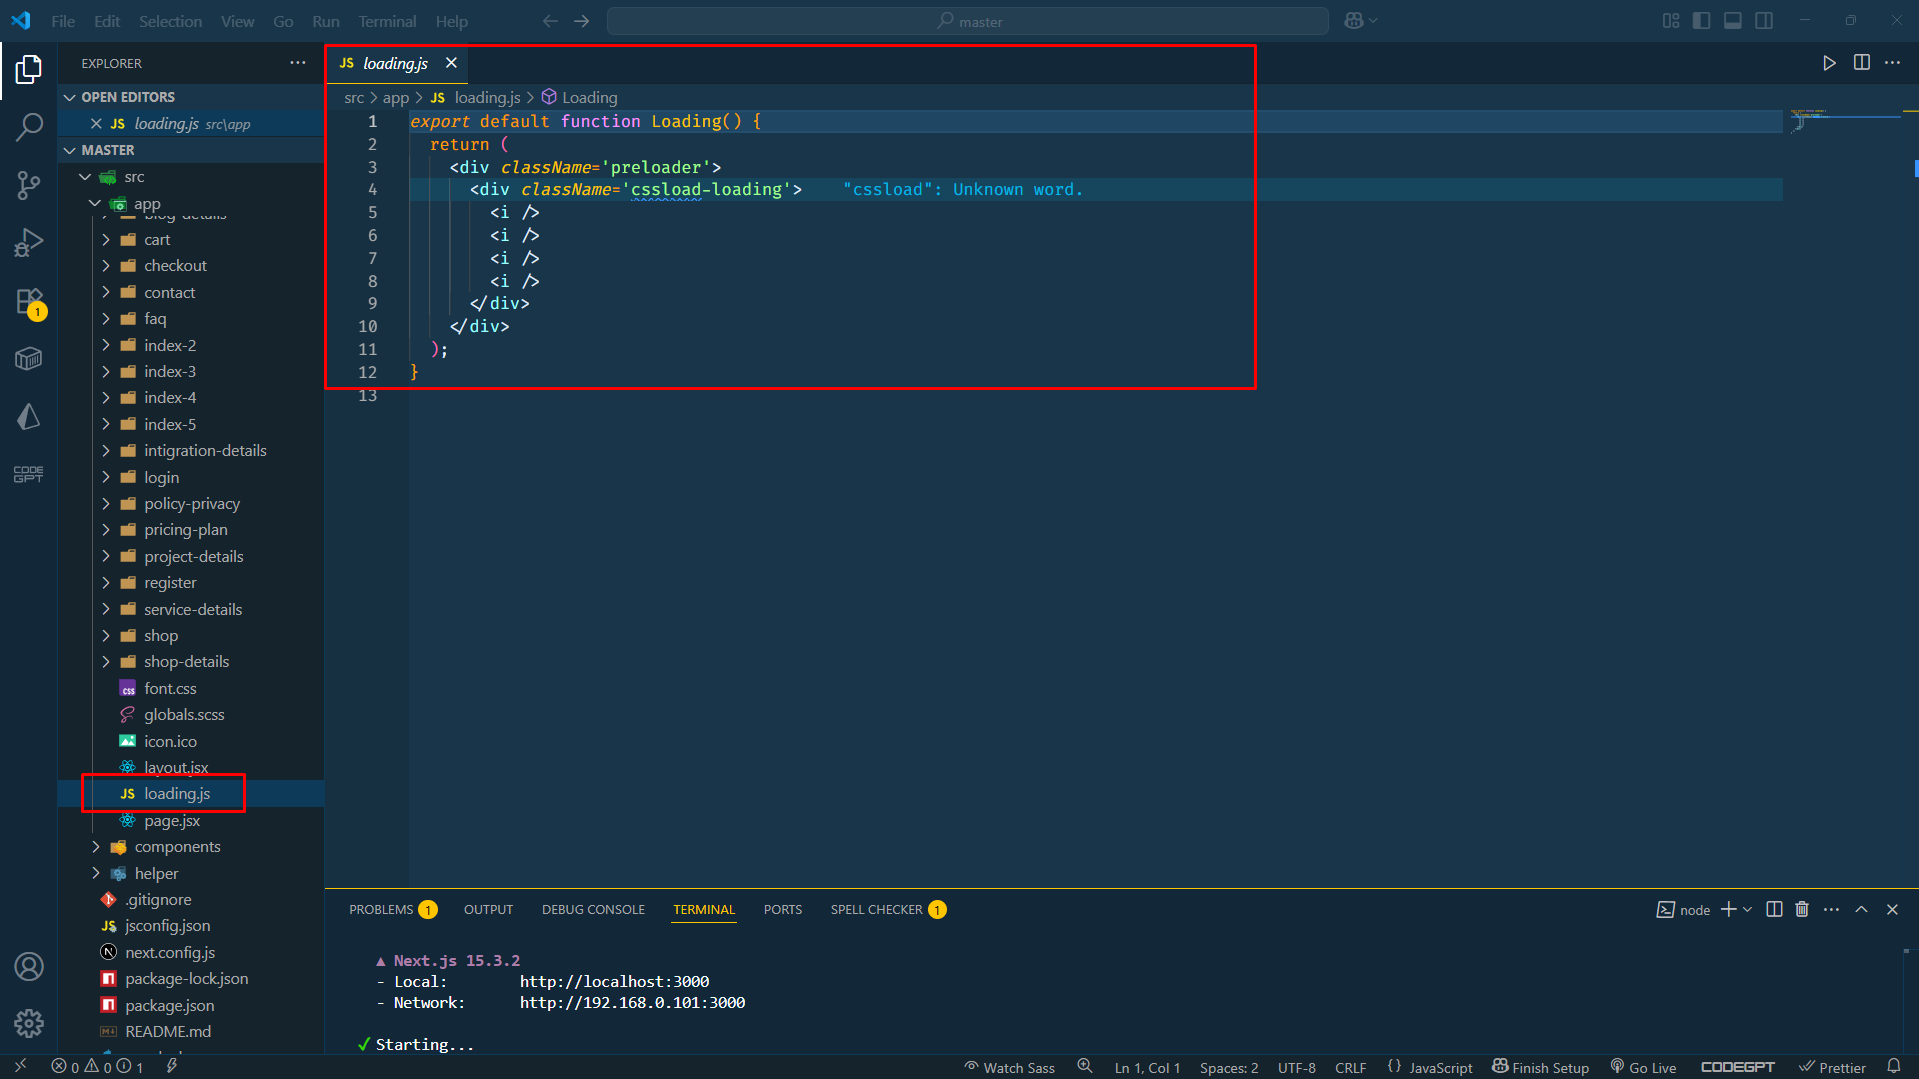 File Edit Selection View Go Run Terminal Help
master
EXPLORER
OPEN EDITORS
JS loading.js src\app
MASTER
src
app
blog-details
cart
checkout
contact
faq
index-2
index-3
index-4
index-5
intigration-details
login
policy-privacy
pricing-plan
project-details
register
service-details
shop
shop-details
css font.css
globals.scss
icon.ico
layout.jsx
JS loading.js
page.jsx
components
helper
.gitignore
JS jsconfig.json
N next.config.js
package-lock.json
package.json
README.md
1
CODE
GPT
JS loading.js
src > app > JS loading.js > Loading
1 export default function Loading() {
2 return (
3 <div className='preloader'>
4 <div className='cssload-loading'> "cssload": Unknown word.
5 <i />
6 <i />
7 <i />
8 <i />
9 </div>
10 </div>
11 );
12 }
13
PROBLEMS 1 OUTPUT DEBUG CONSOLE TERMINAL PORTS SPELL CHECKER 1
node
▲ Next.js 15.3.2
- Local: http://localhost:3000
- Network: http://192.168.0.101:3000
✓ Starting...
0 0 1
Watch Sass Ln 1, Col 1 Spaces: 2 UTF-8 CRLF {} JavaScript Finish Setup Go Live CODEGPT Prettier